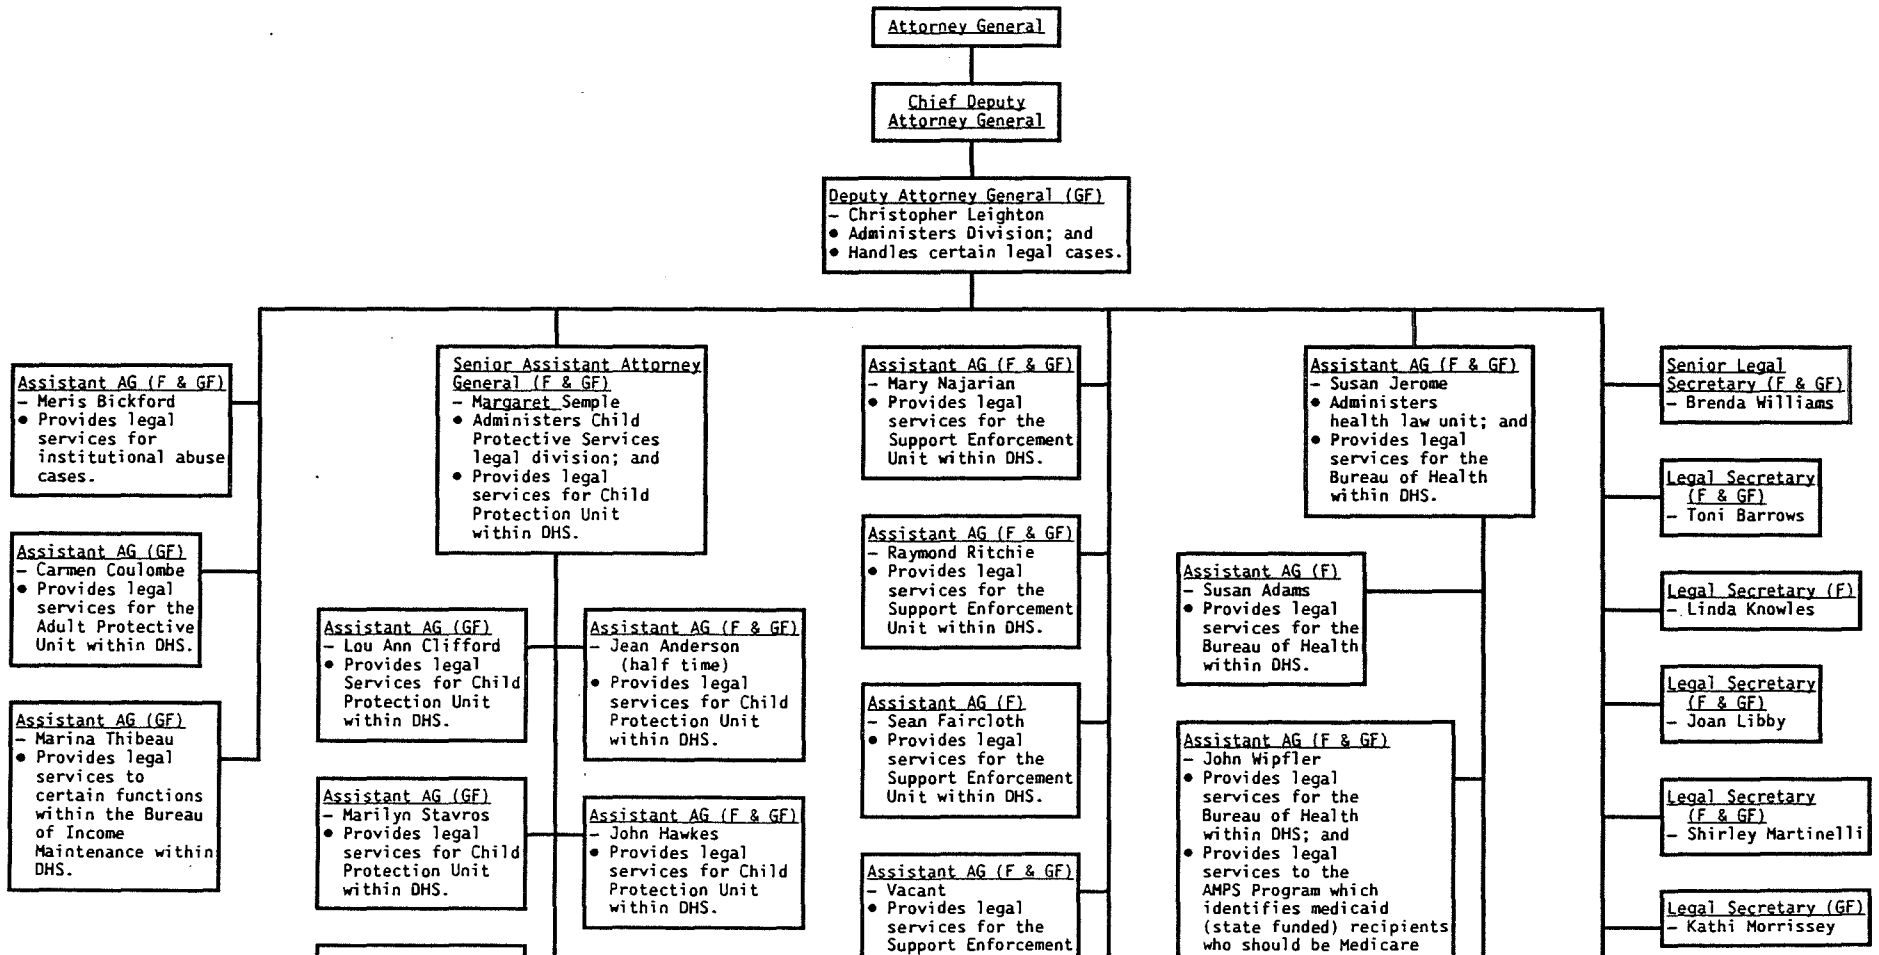 Attorney General
Chief Deputy
Attorney General
Deputy Attorney General (GF)
– Christopher Leighton
● Administers Division; and
● Handles certain legal cases.
Assistant AG (F & GF)
– Meris Bickford
● Provides legal
services for
institutional abuse
cases.
Assistant AG (GF)
– Carmen Coulombe
● Provides legal
services for the
Adult Protective
Unit within DHS.
Assistant AG (GF)
– Marina Thibeau
● Provides legal
services to
certain functions
within the Bureau
of Income
Maintenance within
DHS.
Senior Assistant Attorney
General (F & GF)
– Margaret Semple
● Administers Child
Protective Services
legal division; and
● Provides legal
services for Child
Protection Unit
within DHS.
Assistant AG (GF)
– Lou Ann Clifford
● Provides legal
Services for Child
Protection Unit
within DHS.
Assistant AG (F & GF)
– Jean Anderson
(half time)
● Provides legal
services for Child
Protection Unit
within DHS.
Assistant AG (GF)
– Marilyn Stavros
● Provides legal
services for Child
Protection Unit
within DHS.
Assistant AG (F & GF)
– John Hawkes
● Provides legal
services for Child
Protection Unit
within DHS.
Assistant AG (F & GF)
– Mary Najarian
● Provides legal
services for the
Support Enforcement
Unit within DHS.
Assistant AG (F & GF)
– Raymond Ritchie
● Provides legal
services for the
Support Enforcement
Unit within DHS.
Assistant AG (F)
– Sean Faircloth
● Provides legal
services for the
Support Enforcement
Unit within DHS.
Assistant AG (F & GF)
– Vacant
● Provides legal
services for the
Support Enforcement
Assistant AG (F & GF)
– Susan Jerome
● Administers
health law unit; and
● Provides legal
services for the
Bureau of Health
within DHS.
Assistant AG (F)
– Susan Adams
● Provides legal
services for the
Bureau of Health
within DHS.
Assistant AG (F & GF)
– John Wipfler
● Provides legal
services for the
Bureau of Health
within DHS; and
● Provides legal
services to the
AMPS Program which
identifies medicaid
(state funded) recipients
who should be Medicare
Senior Legal
Secretary (F & GF)
– Brenda Williams
Legal Secretary
(F & GF)
– Toni Barrows
Legal Secretary (F)
– Linda Knowles
Legal Secretary
(F & GF)
– Joan Libby
Legal Secretary
(F & GF)
– Shirley Martinelli
Legal Secretary (GF)
– Kathi Morrissey